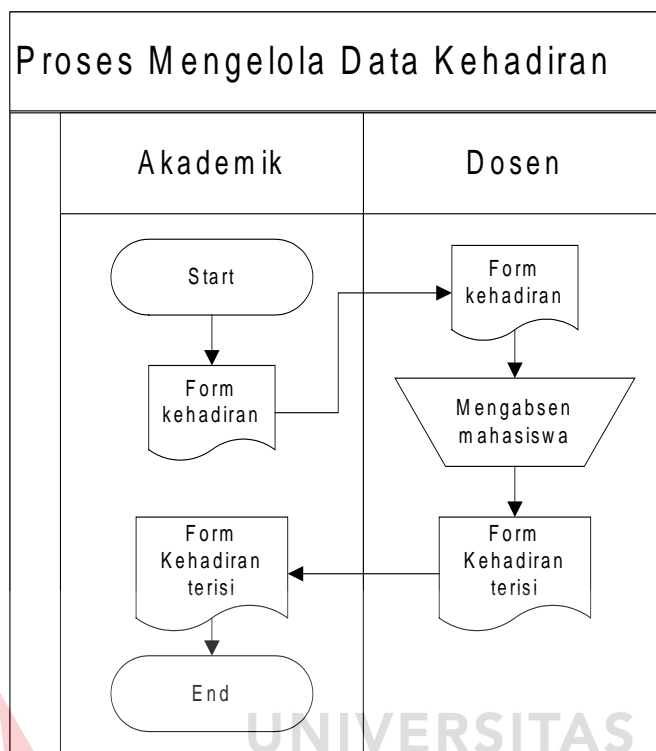 Proses Mengelola Data Kehadiran
Akademik
Dosen
Start
Form
kehadiran
Form
kehadiran
Mengabsen
mahasiswa
Form
Kehadiran
terisi
Form
Kehadiran
terisi
End
UNIVERSITAS